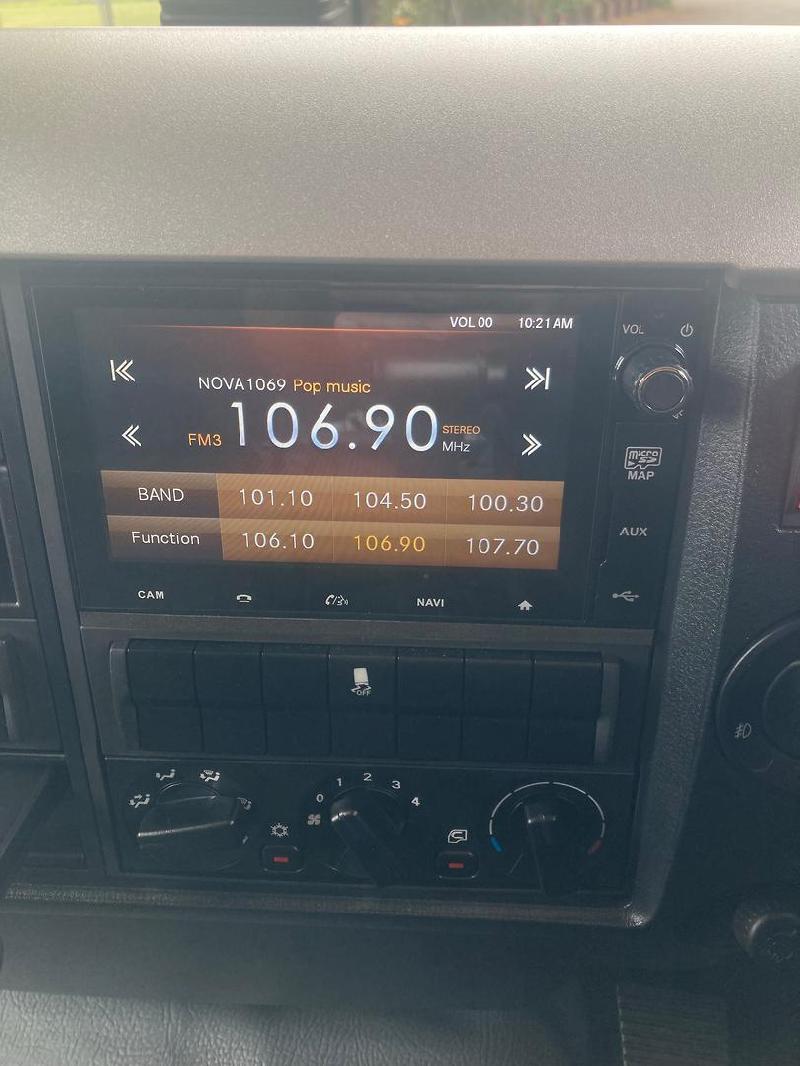 VOL 00 10:21 AM
VOL
NOVA1069 Pop music
FM3 106.90 STEREO
MHz
micro SD
MAP
BAND 101.10 104.50 100.30
Function 106.10 106.90 107.70
AUX
CAM NAVI
OFF
0 1 2 3 4